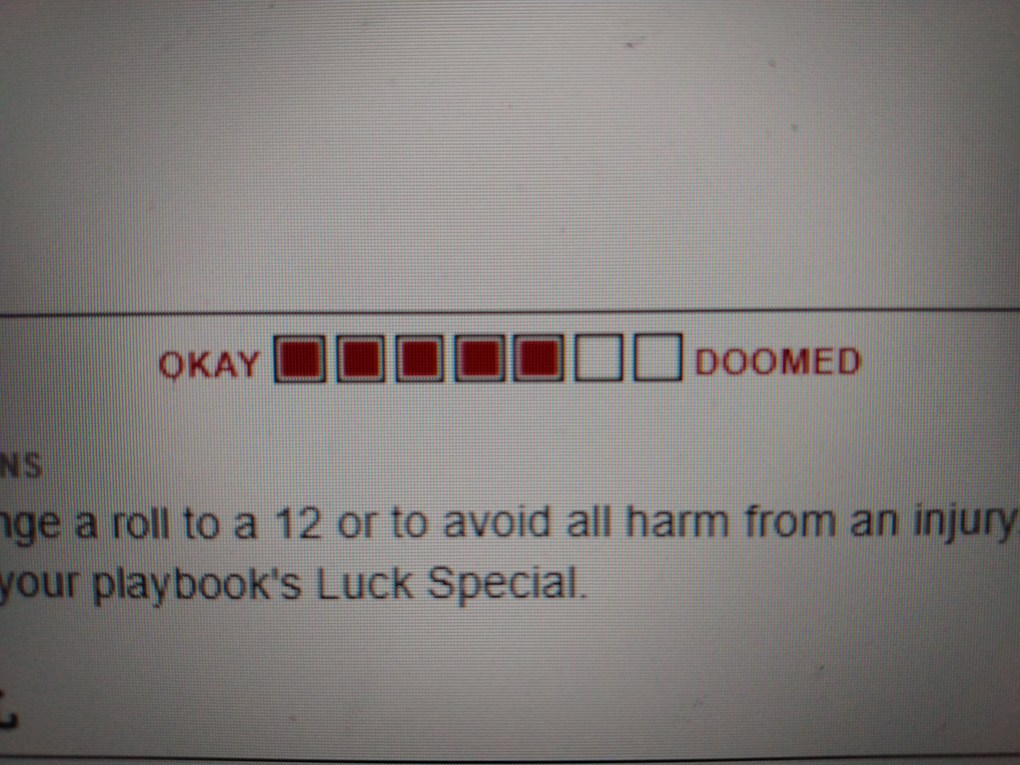 OKAY DOOMED
NS
nge a roll to a 12 or to avoid all harm from an injury.
your playbook's Luck Special.